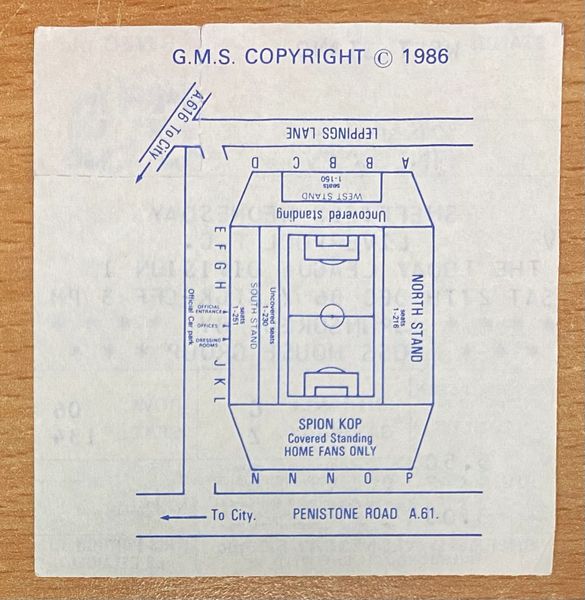 G.M.S. COPYRIGHT © 1986
A.616 To City
LEPPINGS LANE
D C B B A
seats
1-150
WEST STAND
Uncovered Standing
E F G H
J K L
Official Car park
OFFICIAL
ENTRANCE
OFFICES
DRESSING
ROOMS
seats
1-251
SOUTH STAND
Uncovered seats
1-230
NORTH STAND
seats
1-216
SPION KOP
Covered Standing
HOME FANS ONLY
N N N O P
To City. PENISTONE ROAD A.61.